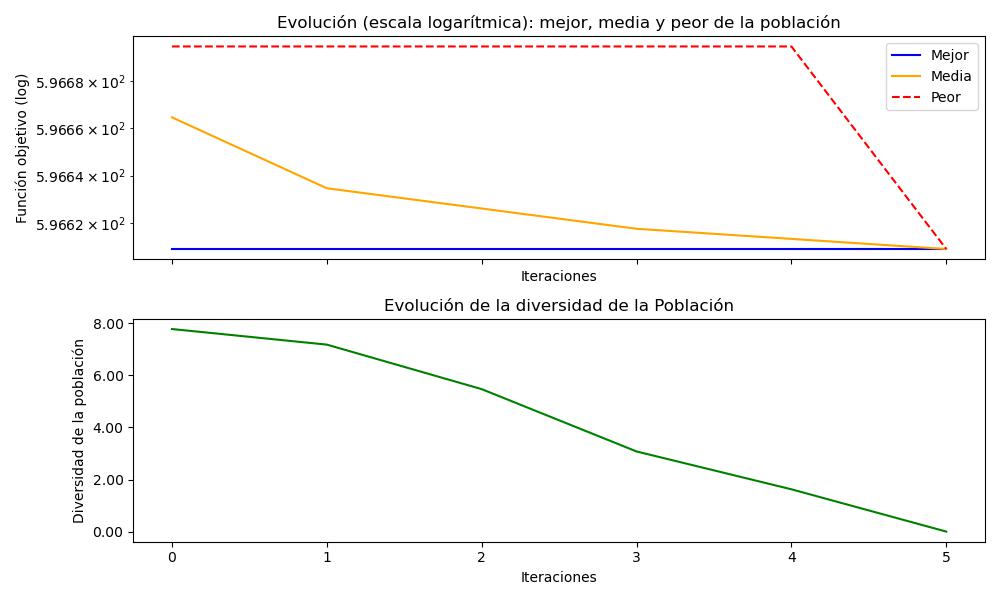 Evolución (escala logarítmica): mejor, media y peor de la población
Función objetivo (log)
5.9668 × 10²
5.9666 × 10²
5.9664 × 10²
5.9662 × 10²
Mejor
Media
Peor
Iteraciones
Evolución de la diversidad de la Población
Diversidad de la población
8.00
6.00
4.00
2.00
0.00
0 1 2 3 4 5
Iteraciones